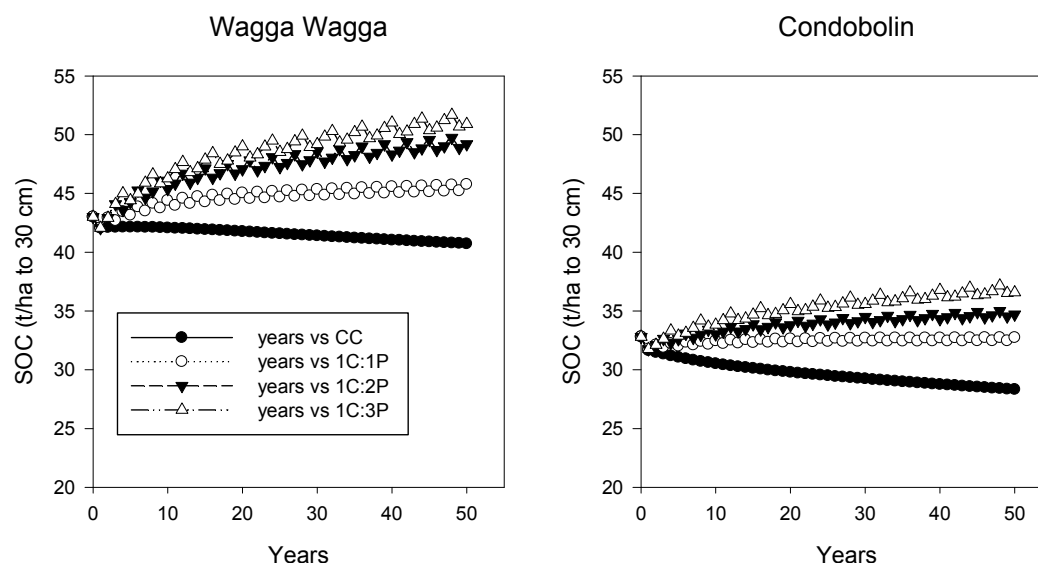 Wagga Wagga
Condobolin
SOC (t/ha to 30 cm)
55
50
45
40
35
30
25
20
years vs CC
years vs 1C:1P
years vs 1C:2P
years vs 1C:3P
0 10 20 30 40 50
Years
SOC (t/ha to 30 cm)
55
50
45
40
35
30
25
20
0 10 20 30 40 50
Years